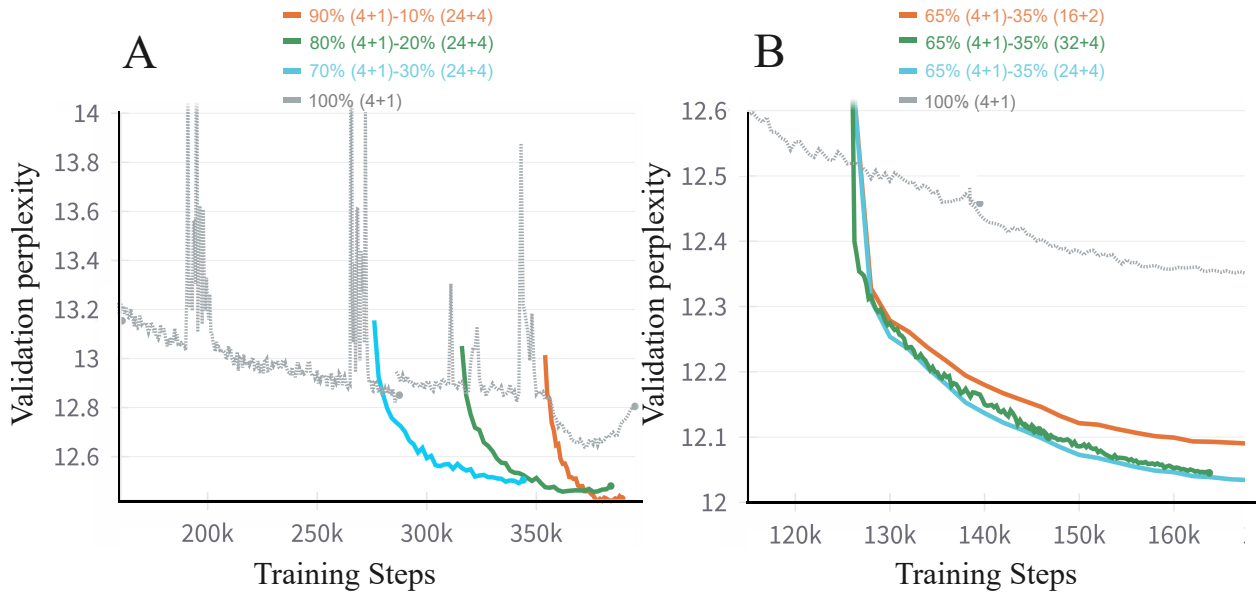 A
90% (4+1)-10% (24+4)
80% (4+1)-20% (24+4)
70% (4+1)-30% (24+4)
100% (4+1)
Validation perplexity
14
13.8
13.6
13.4
13.2
13
12.8
12.6
200k
250k
300k
350k
Training Steps
B
65% (4+1)-35% (16+2)
65% (4+1)-35% (32+4)
65% (4+1)-35% (24+4)
100% (4+1)
Validation perplexity
12.6
12.5
12.4
12.3
12.2
12.1
12
120k
130k
140k
150k
160k
Training Steps